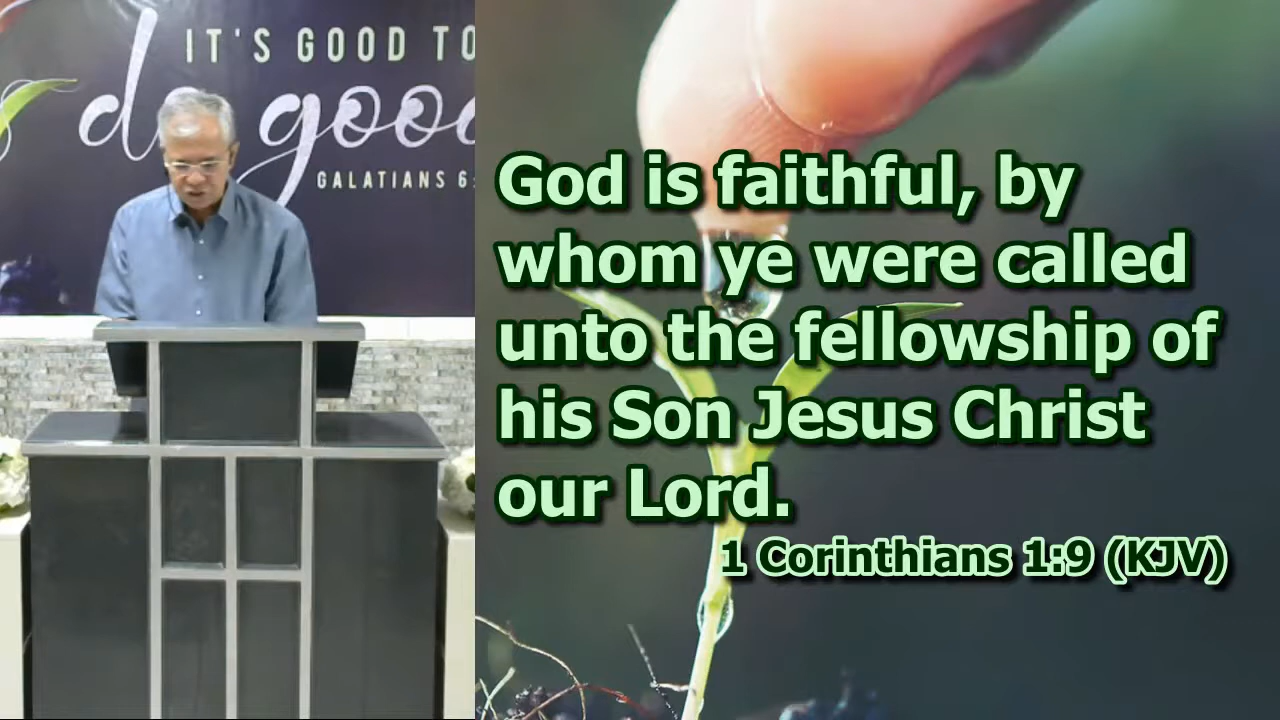 IT'S GOOD TO
do good
GALATIANS 6:
God is faithful, by
whom ye were called
unto the fellowship of
his Son Jesus Christ
our Lord.
1 Corinthians 1:9 (KJV)